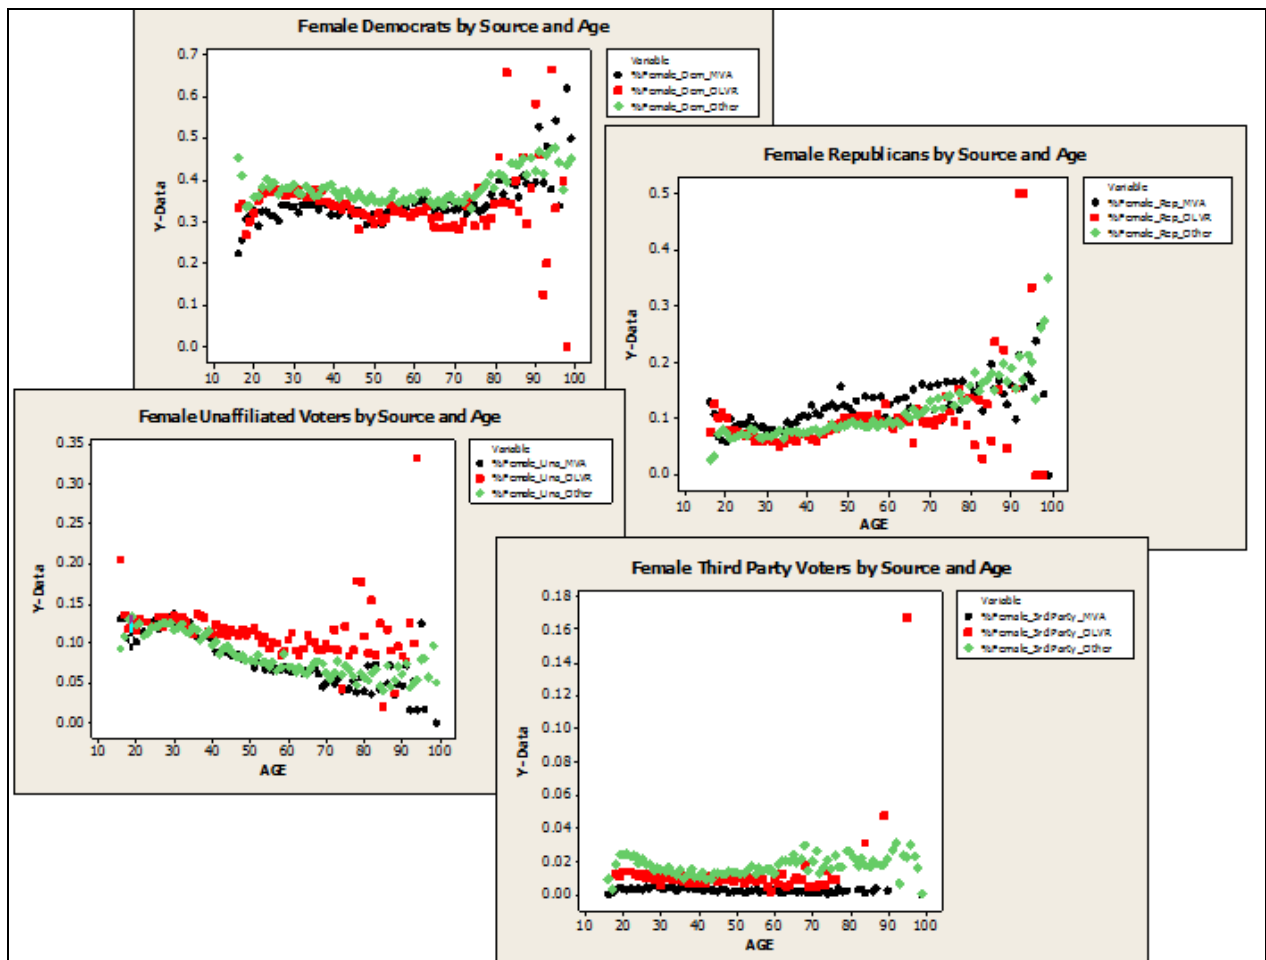 Female Democrats by Source and Age
Variable
%Female_Dem_MVA
%Female_Dem_OLVR
%Female_Dem_Other
Y-Data
0.7
0.6
0.5
0.4
0.3
0.2
0.1
0.0
10 20 30 40 50 60 70 80 90 100
Female Republicans by Source and Age
Variable
%Female_Rep_MVA
%Female_Rep_OLVR
%Female_Rep_Other
Y-Data
0.5
0.4
0.3
0.2
0.1
0.0
10 20 30 40 50 60 70 80 90 100
AGE
Female Unaffiliated Voters by Source and Age
Variable
%Female_Una_MVA
%Female_Una_OLVR
%Female_Una_Other
Y-Data
0.35
0.30
0.25
0.20
0.15
0.10
0.05
0.00
10 20 30 40 50 60 70 80 90 100
AGE
Female Third Party Voters by Source and Age
Variable
%Female_3rdParty_MVA
%Female_3rdParty_OLVR
%Female_3rdParty_Other
Y-Data
0.18
0.16
0.14
0.12
0.10
0.08
0.06
0.04
0.02
0.00
10 20 30 40 50 60 70 80 90 100
AGE